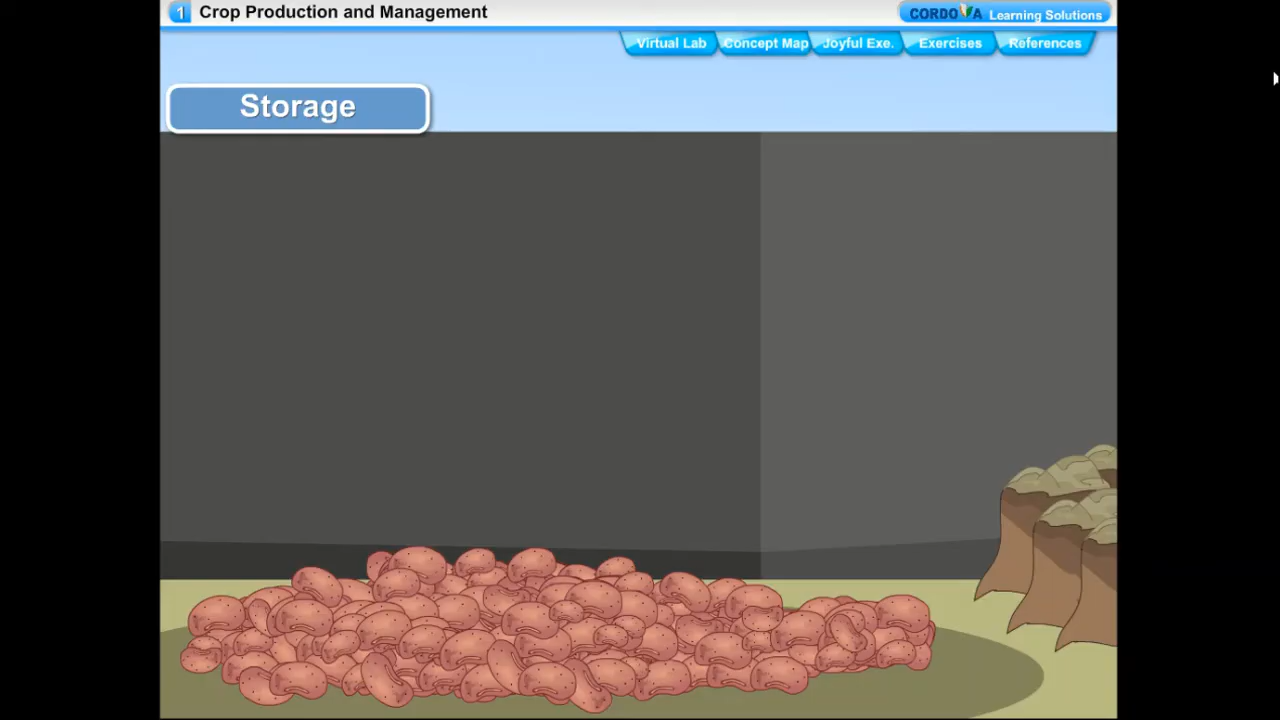 1 Crop Production and Management
CORDOVA Learning Solutions
Virtual Lab Concept Map Joyful Exe. Exercises References
Storage